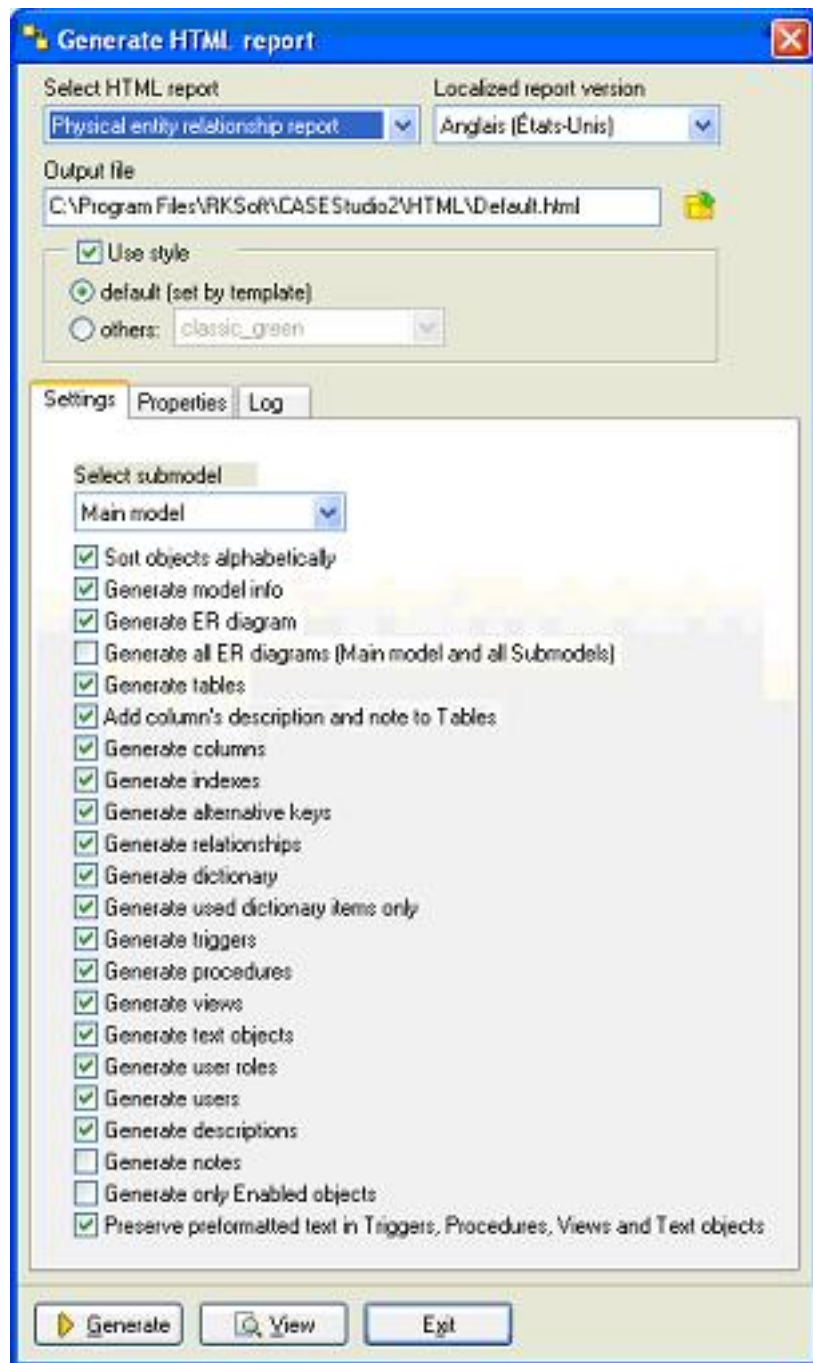 Generate HTML report
Select HTML report Localized report version
Physical entity relationship report Anglais (États-Unis)
Output file
C:\Program Files\RKSoft\CASEStudio2\HTML\Default.html
Use style
default (set by template)
others: classic_green
Settings Properties Log
Select submodel
Main model
Sort objects alphabetically
Generate model info
Generate ER diagram
Generate all ER diagrams (Main model and all Submodels)
Generate tables
Add column's description and note to Tables
Generate columns
Generate indexes
Generate alternative keys
Generate relationships
Generate dictionary
Generate used dictionary items only
Generate triggers
Generate procedures
Generate views
Generate text objects
Generate user roles
Generate users
Generate descriptions
Generate notes
Generate only Enabled objects
Preserve preformatted text in Triggers, Procedures, Views and Text objects
Generate View Exit